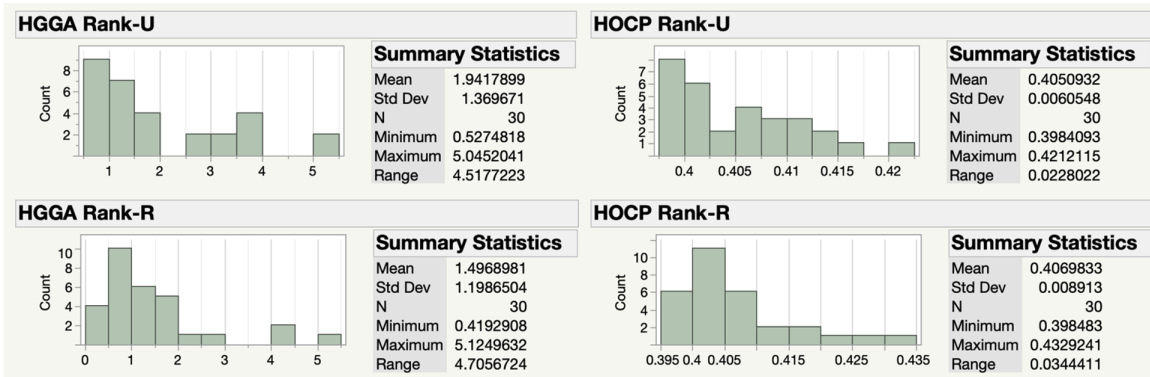 HGGA Rank-U
Count
8
6
4
2
1 2 3 4 5
Summary Statistics
Mean 1.9417899
Std Dev 1.369671
N 30
Minimum 0.5274818
Maximum 5.0452041
Range 4.5177223
HOCP Rank-U
Count
7
6
5
4
3
2
1
0.4 0.405 0.41 0.415 0.42
Summary Statistics
Mean 0.4050932
Std Dev 0.0060548
N 30
Minimum 0.3984093
Maximum 0.4212115
Range 0.0228022
HGGA Rank-R
Count
10
8
6
4
2
0 1 2 3 4 5
Summary Statistics
Mean 1.4968981
Std Dev 1.1986504
N 30
Minimum 0.4192908
Maximum 5.1249632
Range 4.7056724
HOCP Rank-R
Count
10
8
6
4
2
0.395 0.4 0.405 0.415 0.425 0.435
Summary Statistics
Mean 0.4069833
Std Dev 0.008913
N 30
Minimum 0.398483
Maximum 0.4329241
Range 0.0344411